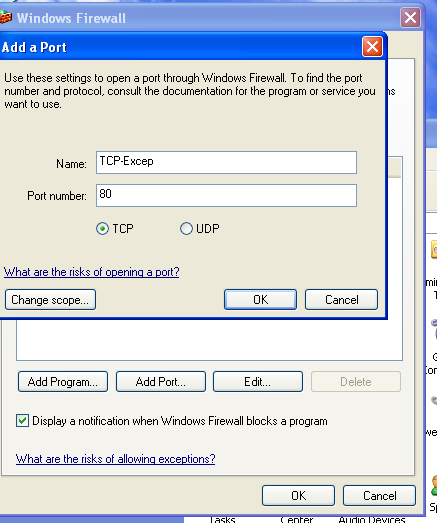 Windows Firewall
Add a Port
Use these settings to open a port through Windows Firewall. To find the port
number and protocol, consult the documentation for the program or service you
want to use.
ns
Name:
TCP-Excep
Port number:
80
TCP
UDP
What are the risks of opening a port?
Change scope...
OK
Cancel
Add Program...
Add Port...
Edit...
Delete
Display a notification when Windows Firewall blocks a program
What are the risks of allowing exceptions?
OK
Cancel
Tasks
Center
Audio Devices